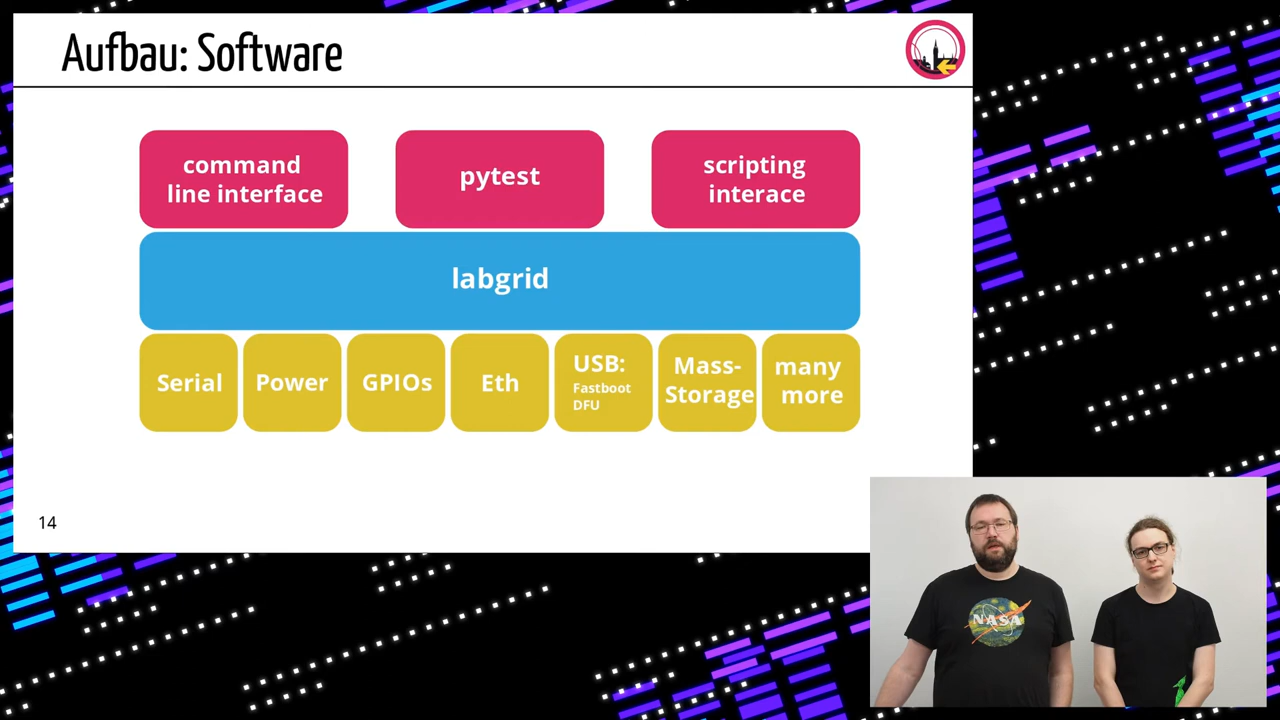 Aufbau: Software
command
line interface
pytest
scripting
interace
labgrid
Serial
Power
GPIOs
Eth
USB:
Fastboot
DFU
Mass-
Storage
many
more
14
NASA